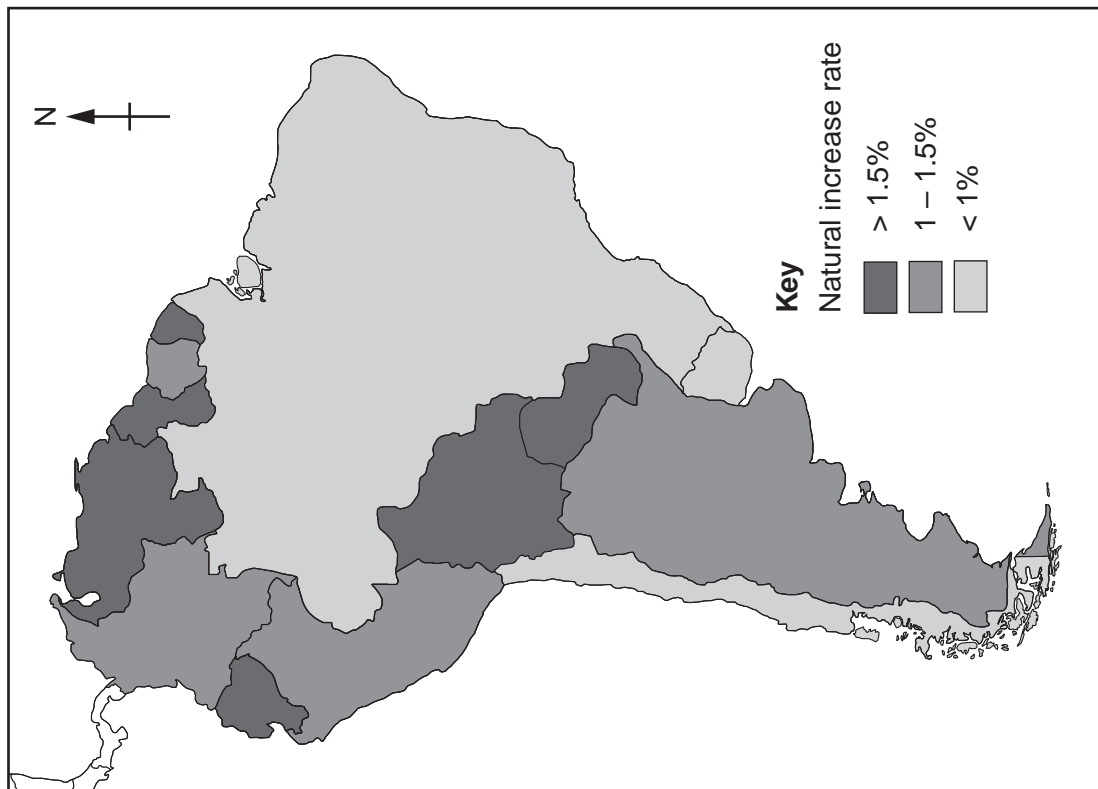 N
Key
Natural increase rate
> 1.5%
1 – 1.5%
< 1%